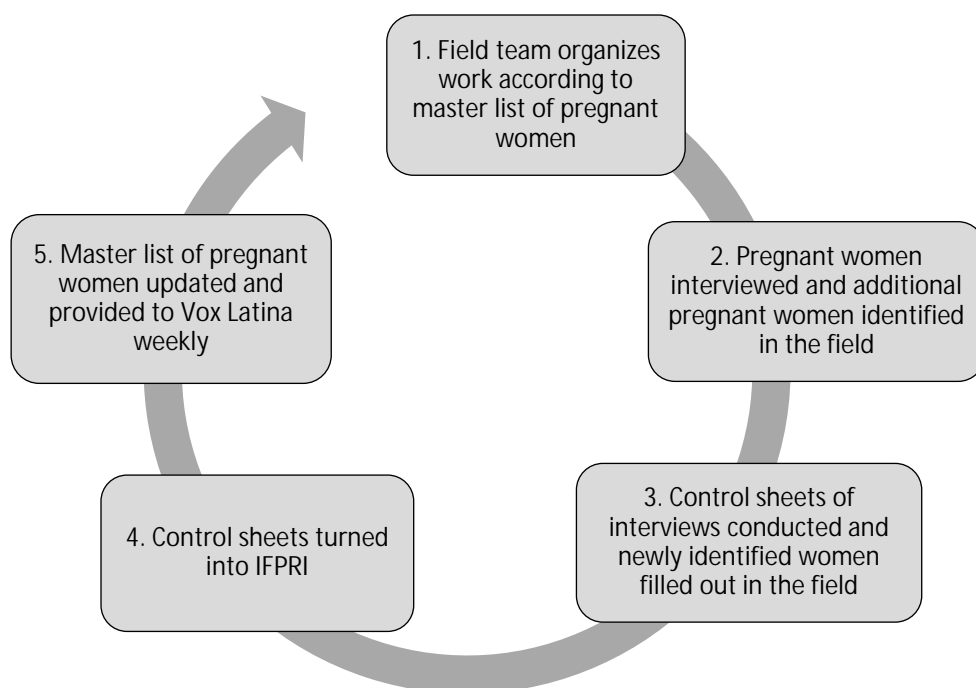 1. Field team organizes
work according to
master list of pregnant
women
2. Pregnant women
interviewed and additional
pregnant women identified
in the field
3. Control sheets of
interviews conducted and
newly identified women
filled out in the field
4. Control sheets turned
into IFPRI
5. Master list of pregnant
women updated and
provided to Vox Latina
weekly